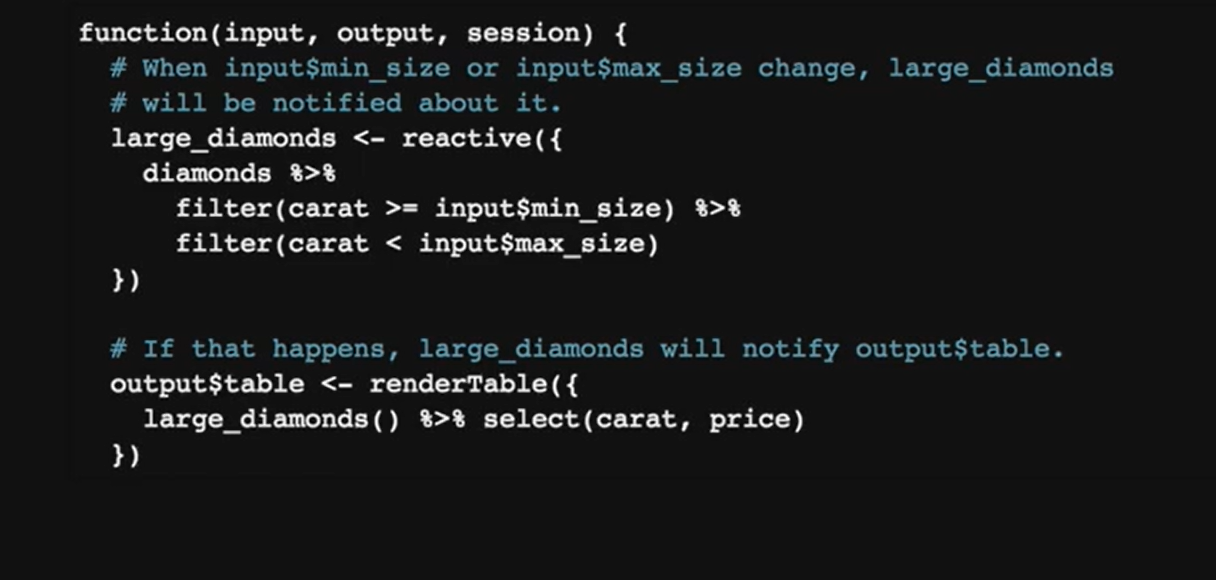 function(input, output, session) {
  # When input$min_size or input$max_size change, large_diamonds
  # will be notified about it.
  large_diamonds <- reactive({
    diamonds %>%
      filter(carat >= input$min_size) %>%
      filter(carat < input$max_size)
  })

  # If that happens, large_diamonds will notify output$table.
  output$table <- renderTable({
    large_diamonds() %>% select(carat, price)
  })